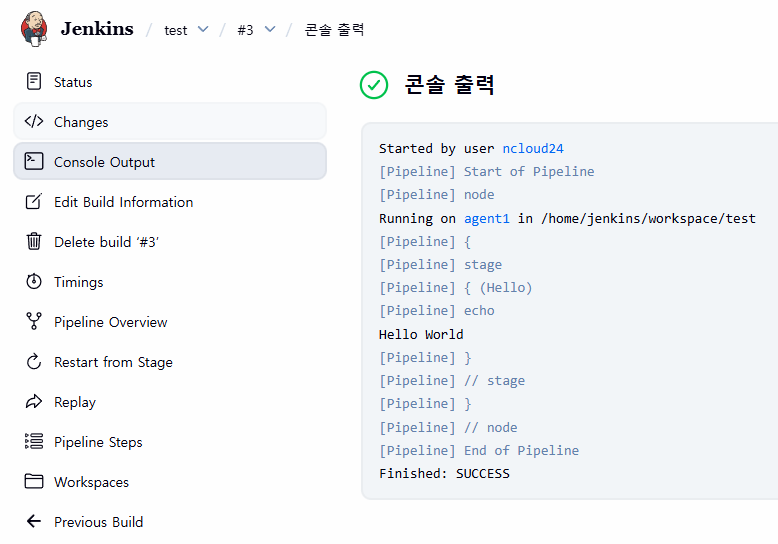 Jenkins / test / #3 / 콘솔 출력
Status
Changes
Console Output
Edit Build Information
Delete build ‘#3’
Timings
Pipeline Overview
Restart from Stage
Replay
Pipeline Steps
Workspaces
Previous Build
콘솔 출력
Started by user ncloud24
[Pipeline] Start of Pipeline
[Pipeline] node
Running on agent1 in /home/jenkins/workspace/test
[Pipeline] {
[Pipeline] stage
[Pipeline] { (Hello)
[Pipeline] echo
Hello World
[Pipeline] }
[Pipeline] // stage
[Pipeline] }
[Pipeline] // node
[Pipeline] End of Pipeline
Finished: SUCCESS